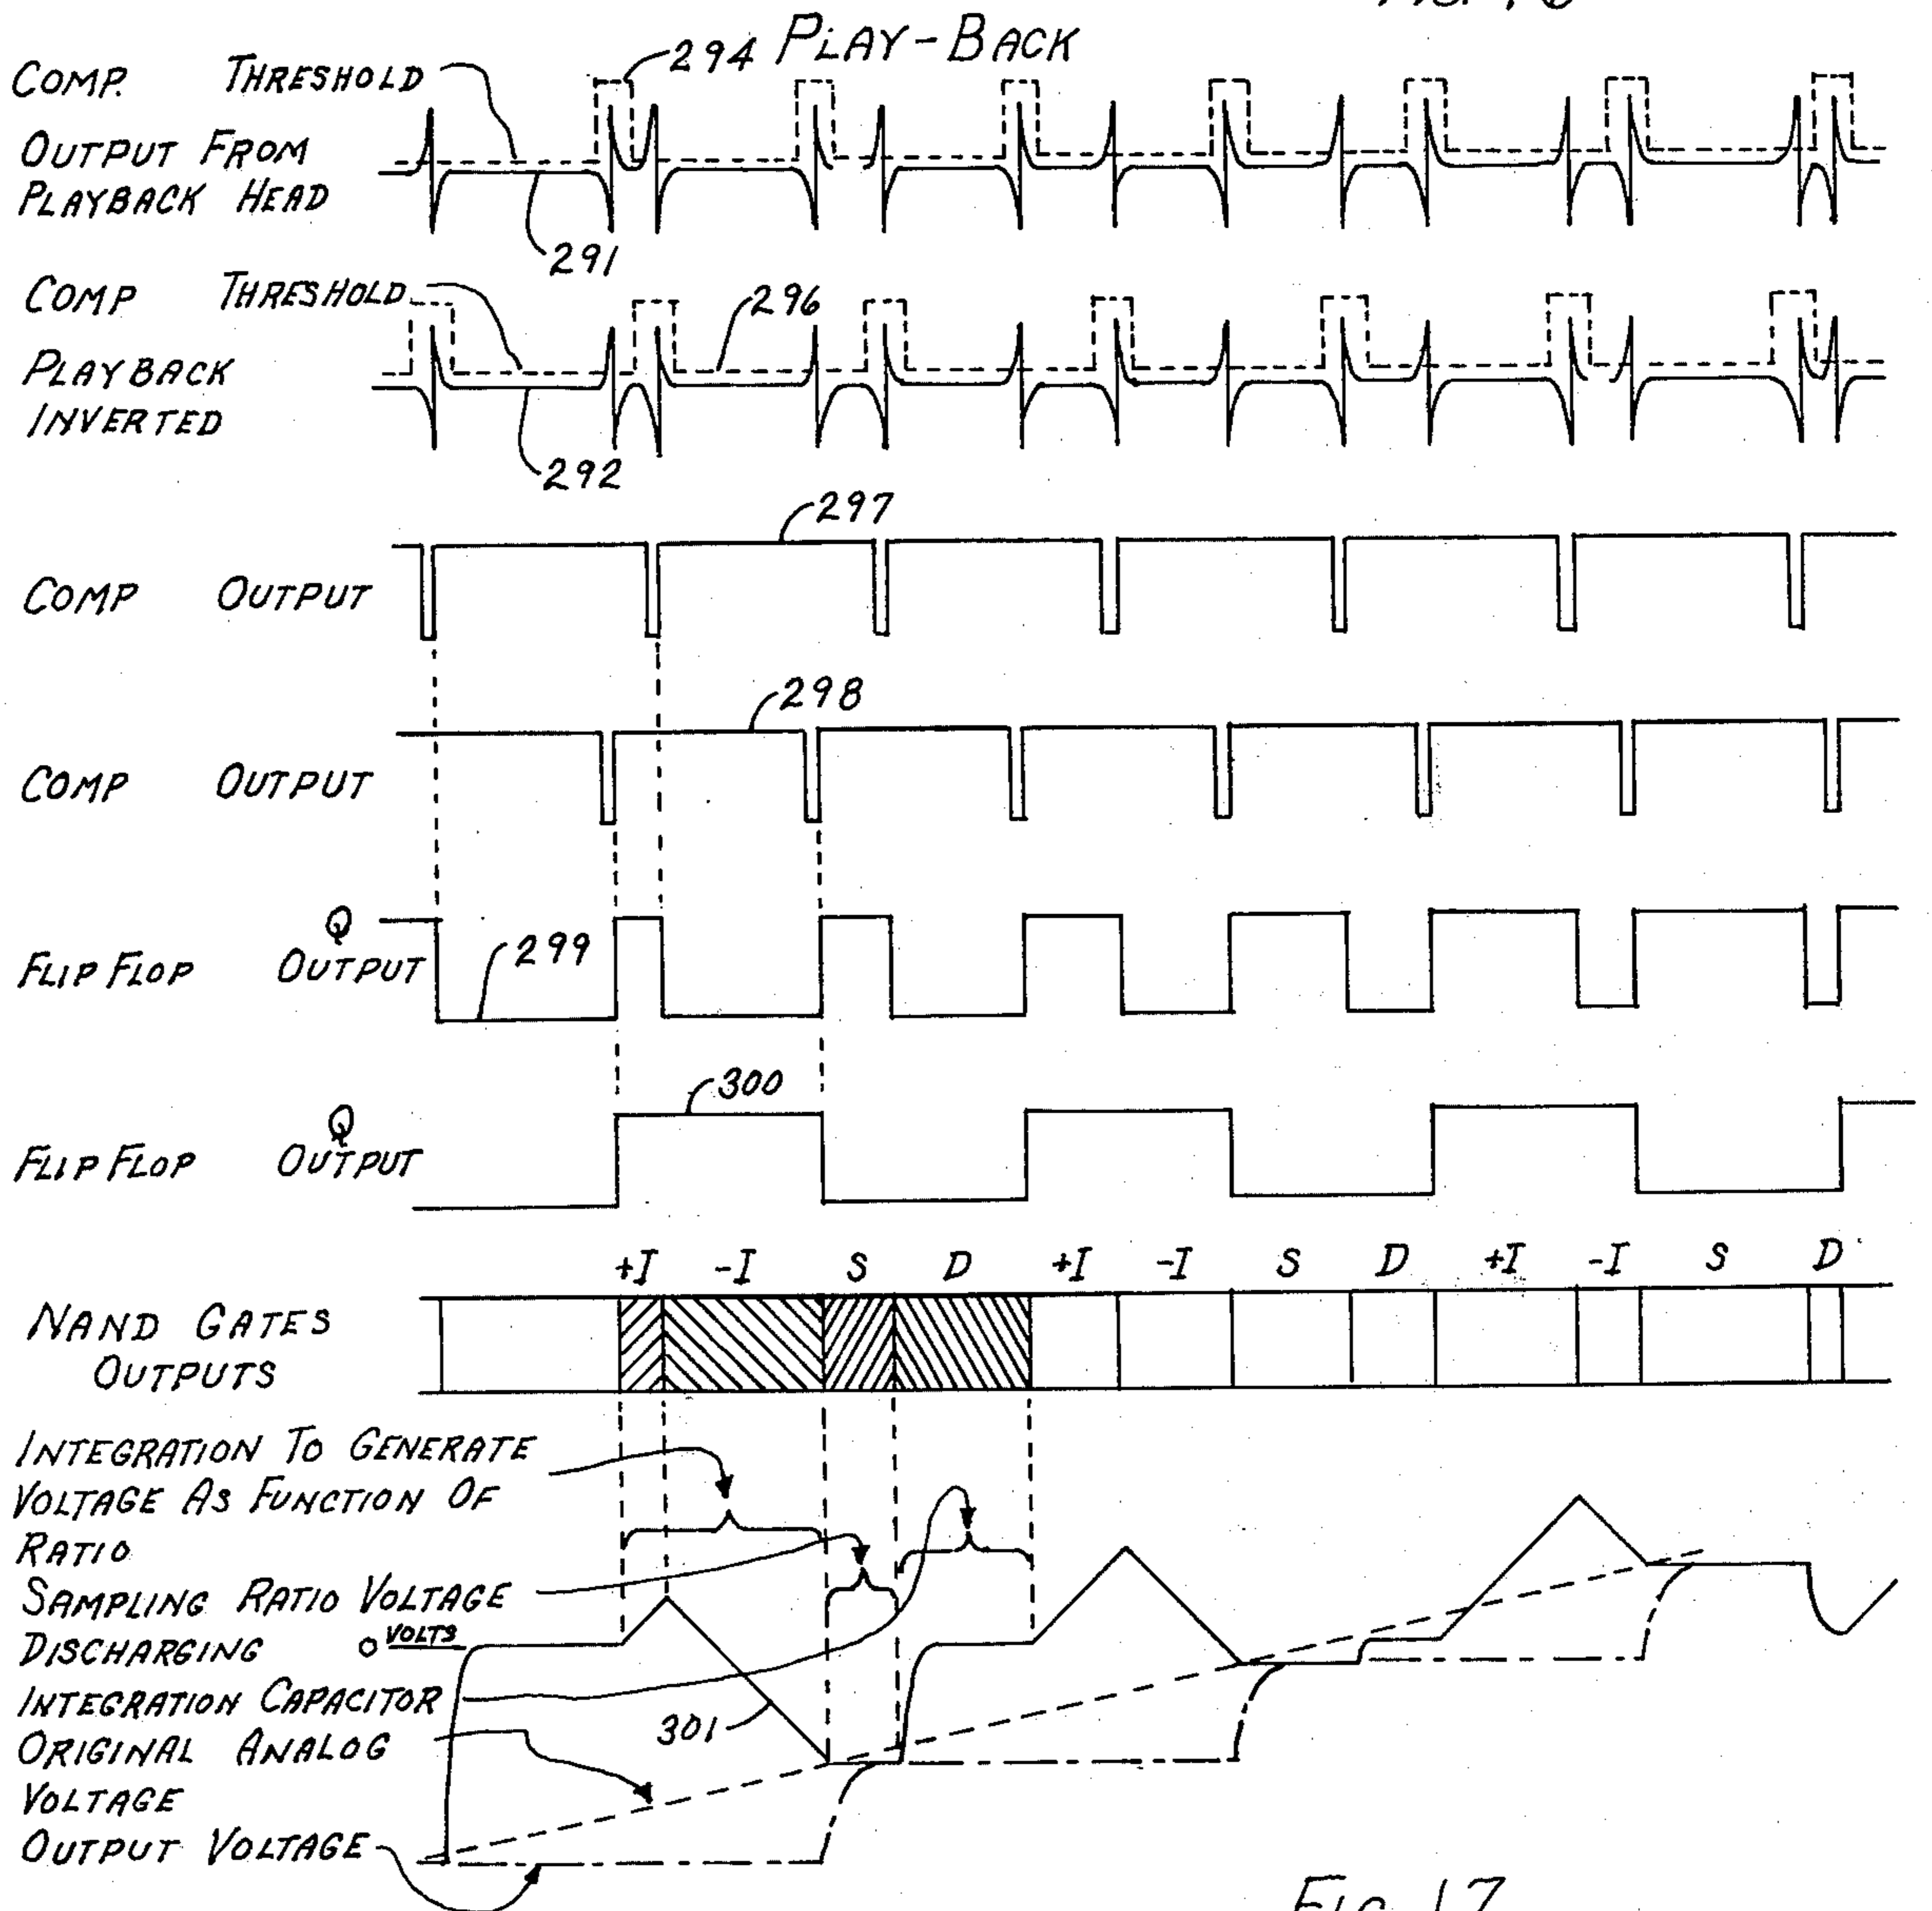 PLAY-BACK
COMP. THRESHOLD
294
OUTPUT FROM
PLAYBACK HEAD
291
COMP THRESHOLD
296
PLAYBACK
INVERTED
292
297
COMP OUTPUT
298
COMP OUTPUT
Q
FLIP FLOP OUTPUT
299
300
Q
FLIP FLOP OUTPUT
+I -I S D +I -I S D +I -I S D
NAND GATES
OUTPUTS
INTEGRATION TO GENERATE
VOLTAGE AS FUNCTION OF
RATIO
SAMPLING RATIO VOLTAGE
DISCHARGING O VOLTS
INTEGRATION CAPACITOR
301
ORIGINAL ANALOG
VOLTAGE
OUTPUT VOLTAGE
FIG. 17